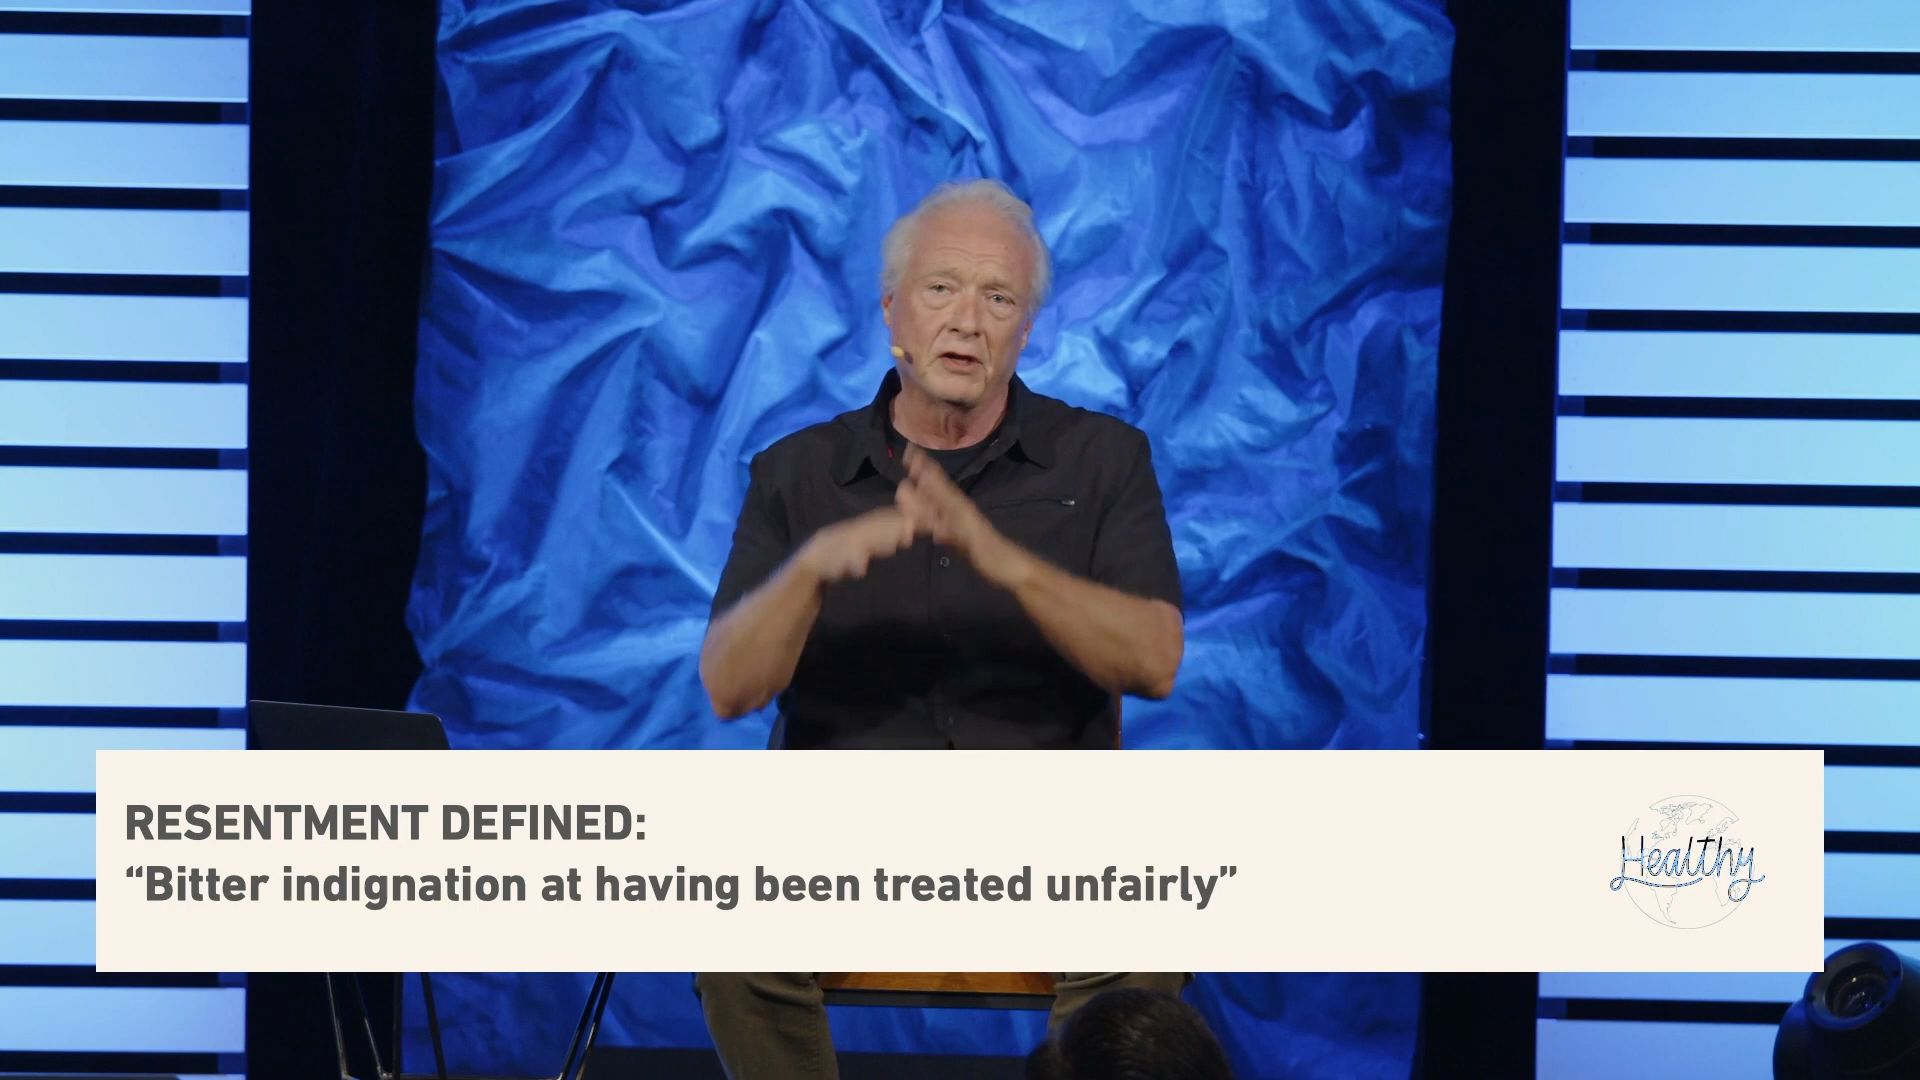 RESENTMENT DEFINED:
“Bitter indignation at having been treated unfairly”
Healthy